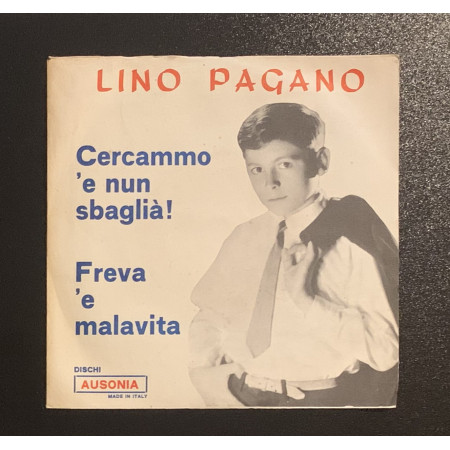 LINO PAGANO
Cercammo
'e nun
sbaglià!
Freva
'e
malavita
DISCHI
AUSONIA
MADE IN ITALY